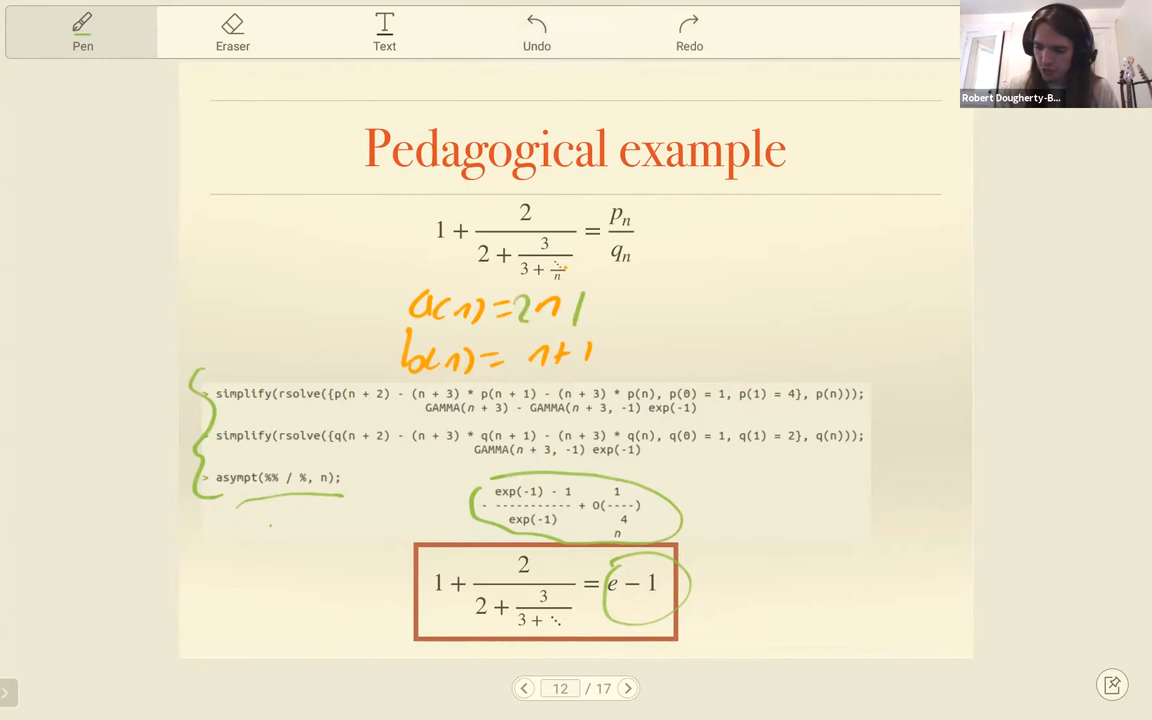 Pen
Eraser
Text
Undo
Redo
Robert Dougherty-B...
Pedagogical example
1 + 2 / (2 + 3 / (3 + ⋱ / n)) = pₙ / qₙ
a(n) = 2n /
b(n) = n+1
> simplify(rsolve({p(n + 2) - (n + 3) * p(n + 1) - (n + 3) * p(n), p(0) = 1, p(1) = 4}, p(n)));
GAMMA(n + 3) - GAMMA(n + 3, -1) exp(-1)
simplify(rsolve({q(n + 2) - (n + 3) * q(n + 1) - (n + 3) * q(n), q(0) = 1, q(1) = 2}, q(n)));
GAMMA(n + 3, -1) exp(-1)
> asympt(%% / %, n);
exp(-1) - 1 1
- ----------- + O(----)
exp(-1) 4
n
1 + 2 / (2 + 3 / (3 + ⋱)) = e − 1
12 / 17